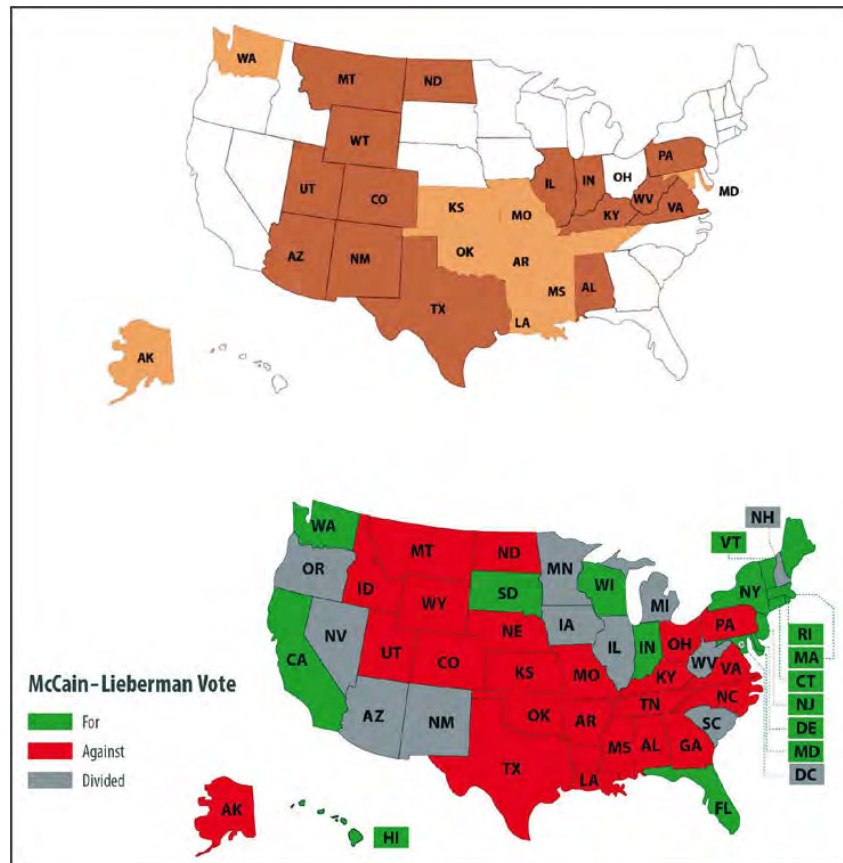 WA
MT
ND
WT
UT
CO
KS
MO
IL
IN
OH
PA
WV
VA
MD
KY
AZ
NM
OK
AR
TX
MS
AL
LA
AK
NH
VT
WA
MT
ND
MN
OR
ID
WY
SD
WI
MI
NY
NV
NE
IA
PA
CA
UT
CO
IL
IN
OH
WV
VA
KS
MO
KY
NC
AZ
NM
OK
AR
TN
SC
TX
MS
AL
GA
LA
FL
RI
MA
CT
NJ
DE
MD
DC
McCain–Lieberman Vote
For
Against
Divided
AK
HI